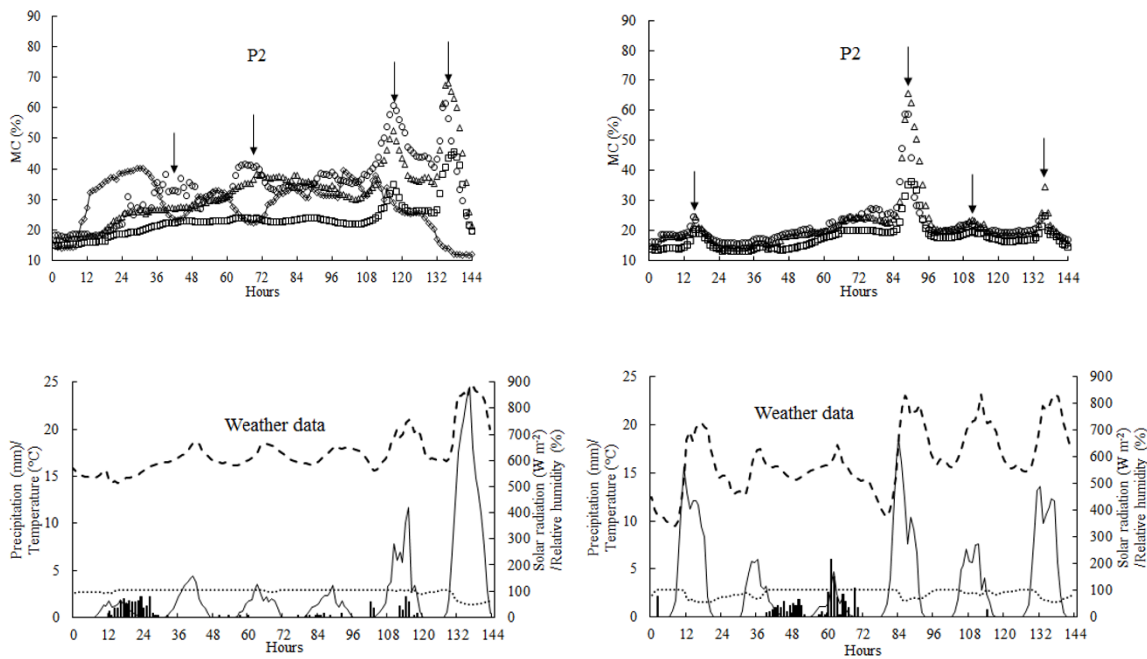 90
80
70
60
50
40
30
20
10
MC (%)
P2
0 12 24 36 48 60 72 84 96 108 120 132 144
Hours
90
80
70
60
50
40
30
20
10
MC (%)
P2
0 12 24 36 48 60 72 84 96 108 120 132 144
Hours
25
20
15
10
5
0
Precipitation (mm)/
Temperature (°C)
Weather data
900
800
700
600
500
400
300
200
100
0
Solar radiation (W m⁻²)
/Relative humidity (%)
0 12 24 36 48 60 72 84 96 108 120 132 144
Hours
25
20
15
10
5
0
Precipitation (mm)/
Temperature (°C)
Weather data
900
800
700
600
500
400
300
200
100
0
Solar radiation (W m⁻²)
/Relative humidity (%)
0 12 24 36 48 60 72 84 96 108 120 132 144
Hours